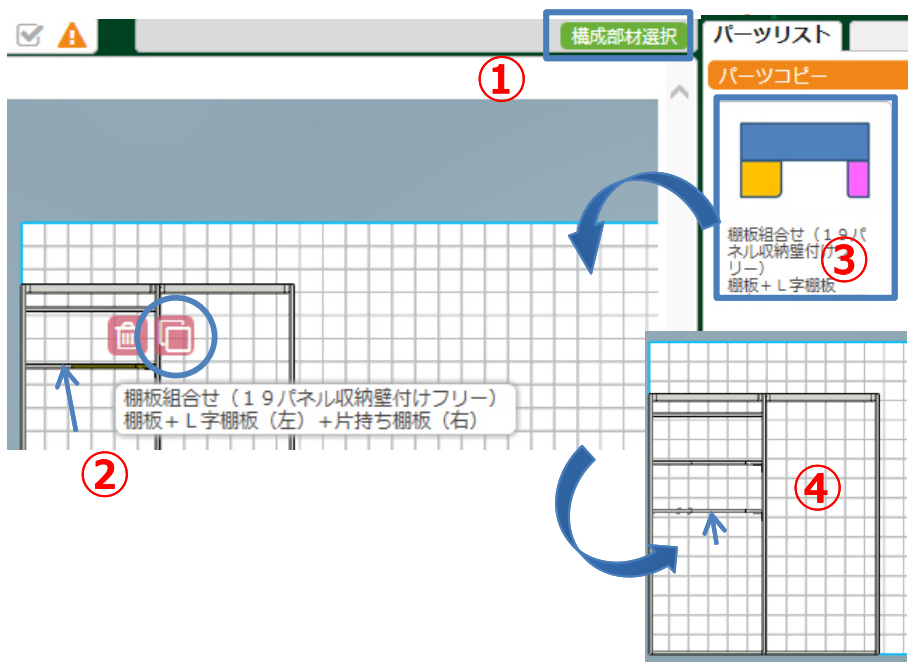 構成部材選択
パーツリスト
①
パーツコピー
棚板組合せ（１９パ
ネル収納壁付けフ
リー）
棚板＋Ｌ字棚板
③
棚板組合せ（１９パネル収納壁付けフリー）
棚板＋Ｌ字棚板（左）＋片持ち棚板（右）
②
④